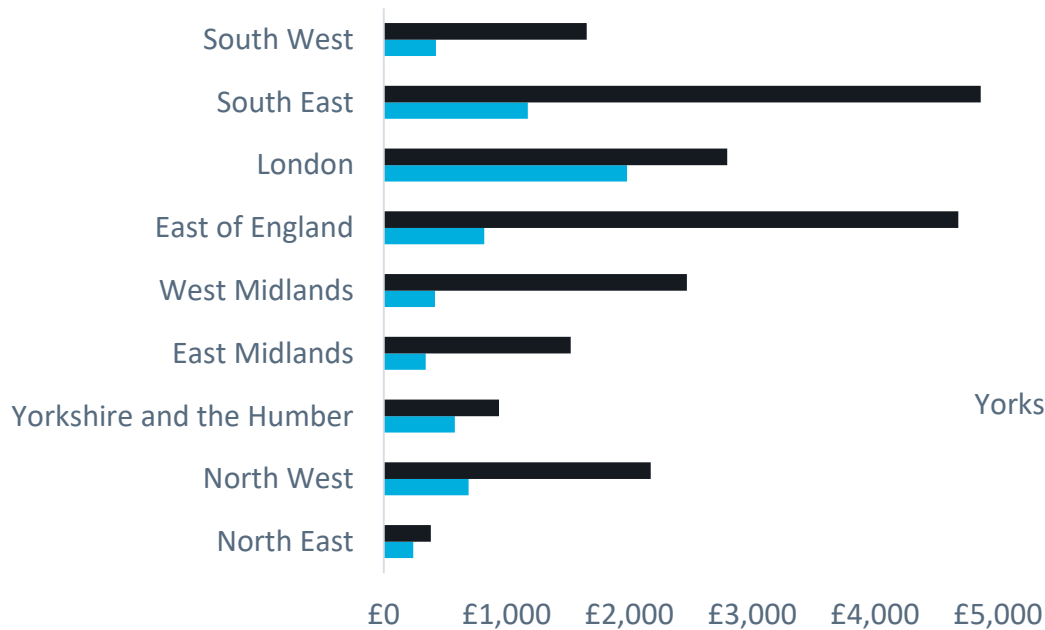 South West
South East
London
East of England
West Midlands
East Midlands
Yorkshire and the Humber
Yorks
North West
North East
£0 £1,000 £2,000 £3,000 £4,000 £5,000